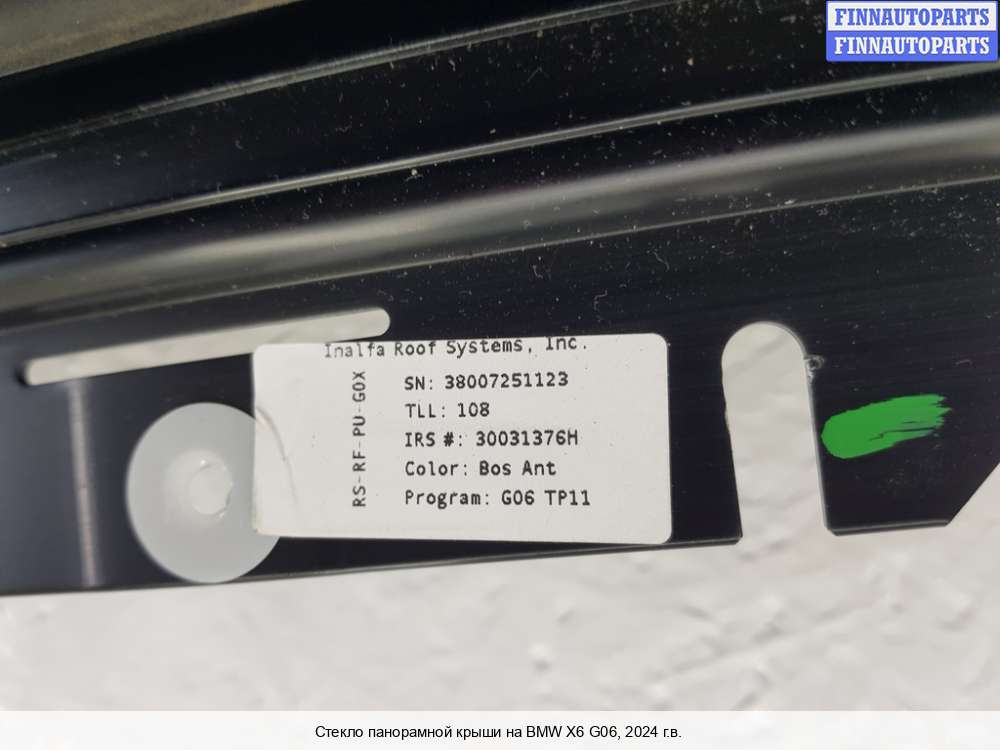 FINNAUTOPARTS
FINNAUTOPARTS
Inalfa Roof Systems, Inc.
RS-RF-PU-G0X
SN: 38007251123
TLL: 108
IRS #: 30031376H
Color: Bos Ant
Program: G06 TP11
Стекло панорамной крыши на BMW X6 G06, 2024 г.в.